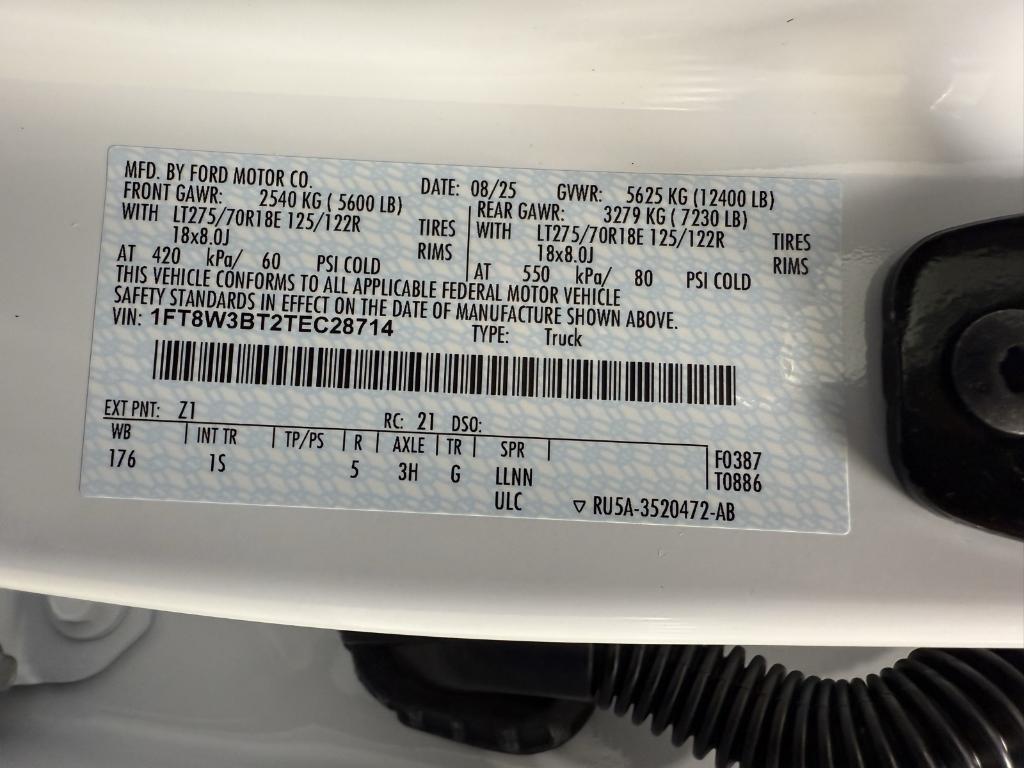 MFD. BY FORD MOTOR CO. DATE: 08/25 GVWR: 5625 KG (12400 LB)
FRONT GAWR: 2540 KG ( 5600 LB) REAR GAWR: 3279 KG ( 7230 LB)
WITH LT275/70R18E 125/122R TIRES WITH LT275/70R18E 125/122R TIRES
18x8.0J RIMS 18x8.0J RIMS
AT 420 kPa/ 60 PSI COLD AT 550 kPa/ 80 PSI COLD
THIS VEHICLE CONFORMS TO ALL APPLICABLE FEDERAL MOTOR VEHICLE
SAFETY STANDARDS IN EFFECT ON THE DATE OF MANUFACTURE SHOWN ABOVE.
VIN: 1FT8W3BT2TEC28714 TYPE: Truck
EXT PNT: Z1 RC: 21 DSO:
WB INT TR TP/PS R AXLE TR SPR F0387
176 1S 5 3H G LLNN T0886
ULC ▽ RU5A-3520472-AB